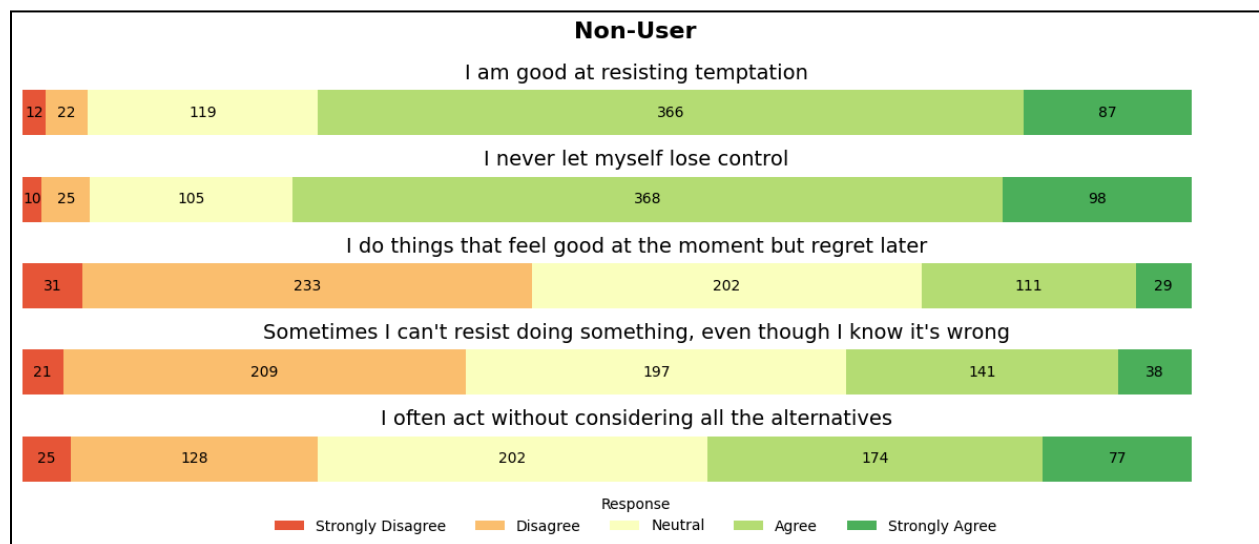 Non-User
I am good at resisting temptation
12 22 119 366 87
I never let myself lose control
10 25 105 368 98
I do things that feel good at the moment but regret later
31 233 202 111 29
Sometimes I can't resist doing something, even though I know it's wrong
21 209 197 141 38
I often act without considering all the alternatives
25 128 202 174 77
Response
Strongly Disagree Disagree Neutral Agree Strongly Agree